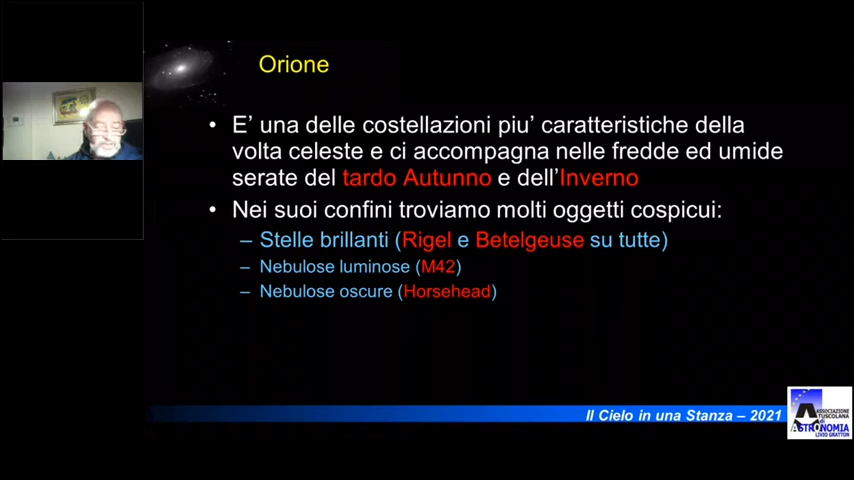 Orione
• E' una delle costellazioni piu' caratteristiche della
volta celeste e ci accompagna nelle fredde ed umide
serate del tardo Autunno e dell'Inverno
• Nei suoi confini troviamo molti oggetti cospicui:
– Stelle brillanti (Rigel e Betelgeuse su tutte)
– Nebulose luminose (M42)
– Nebulose oscure (Horsehead)
Il Cielo in una Stanza – 2021
ASSOCIAZIONE
TUSCOLANA
di
ASTRONOMIA
LIVIO GRATTON